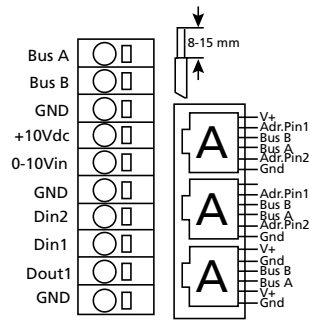 Bus A
Bus B
GND
+10Vdc
0-10Vin
GND
Din2
Din1
Dout1
GND
8-15 mm
A
V+
Adr.Pin1
Bus B
Bus A
Adr.Pin2
Gnd
A
Adr.Pin1
Bus B
Bus A
Adr.Pin2
Gnd
A
V+
Gnd
Bus B
Bus A
V+
Gnd